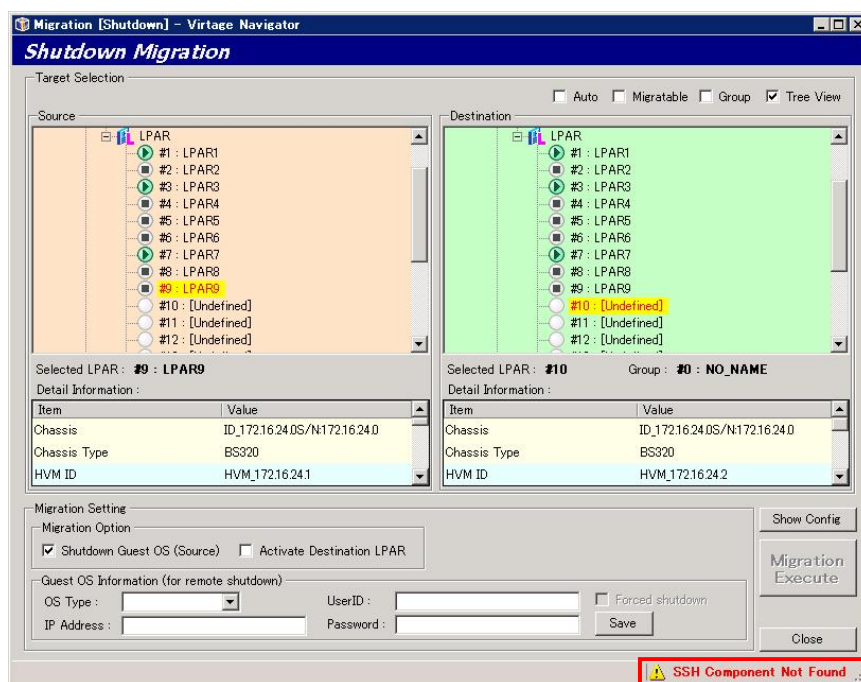 Migration [Shutdown] - Virtage Navigator
Shutdown Migration
Target Selection
Auto Migratable Group Tree View
Source
LPAR
#1 : LPAR1
#2 : LPAR2
#3 : LPAR3
#4 : LPAR4
#5 : LPAR5
#6 : LPAR6
#7 : LPAR7
#8 : LPAR8
#9 : LPAR9
#10 : [Undefined]
#11 : [Undefined]
#12 : [Undefined]
Selected LPAR : #9 : LPAR9
Detail Information :
Item Value
Chassis ID_172.16.24.0S/N:172.16.24.0
Chassis Type BS320
HVM ID HVM_172.16.24.1
Destination
LPAR
#1 : LPAR1
#2 : LPAR2
#3 : LPAR3
#4 : LPAR4
#5 : LPAR5
#6 : LPAR6
#7 : LPAR7
#8 : LPAR8
#9 : LPAR9
#10 : [Undefined]
#11 : [Undefined]
#12 : [Undefined]
Selected LPAR : #10 Group : #0 : NO_NAME
Detail Information :
Item Value
Chassis ID_172.16.24.0S/N:172.16.24.0
Chassis Type BS320
HVM ID HVM_172.16.24.2
Migration Setting
Migration Option
Shutdown Guest OS (Source) Activate Destination LPAR
Guest OS Information (for remote shutdown)
OS Type : UserID : Forced shutdown
IP Address : Password : Save
Show Config
Migration
Execute
Close
SSH Component Not Found